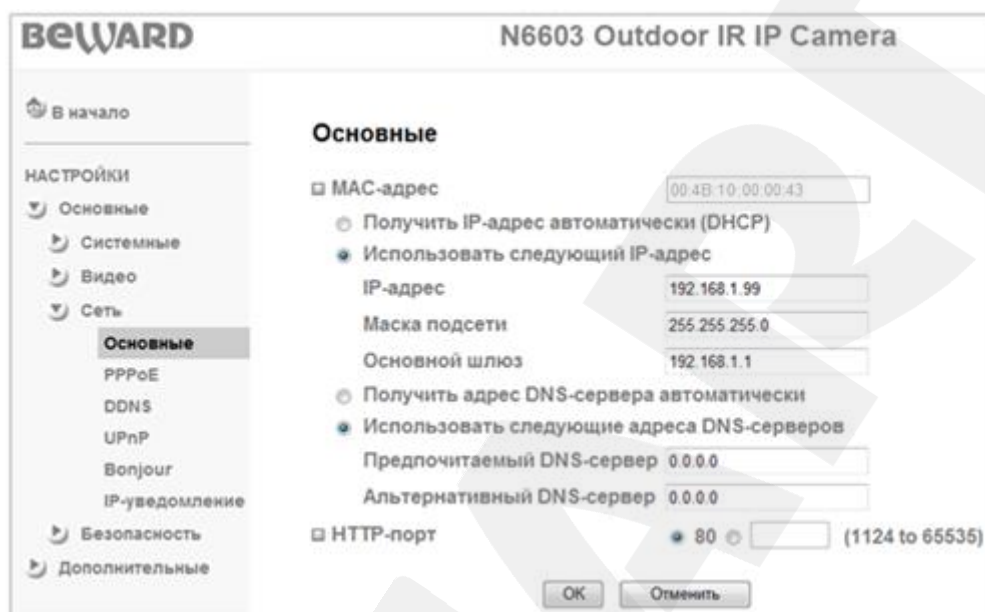 BEWARD
N6603 Outdoor IR IP Camera
В начало
НАСТРОЙКИ
Основные
Системные
Видео
Сеть
Основные
PPPoE
DDNS
UPnP
Bonjour
IP-уведомление
Безопасность
Дополнительные
Основные
MAC-адрес 00:4B:10:00:00:43
Получить IP-адрес автоматически (DHCP)
Использовать следующий IP-адрес
IP-адрес 192.168.1.99
Маска подсети 255.255.255.0
Основной шлюз 192.168.1.1
Получить адрес DNS-сервера автоматически
Использовать следующие адреса DNS-серверов
Предпочитаемый DNS-сервер 0.0.0.0
Альтернативный DNS-сервер 0.0.0.0
HTTP-порт 80 (1124 to 65535)
OK Отменить